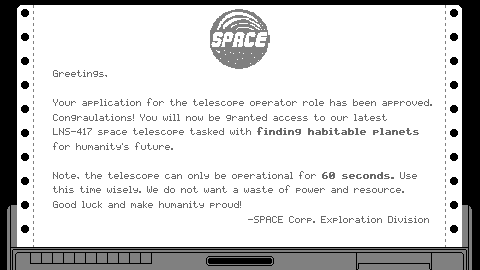 SPACE
Greetings,
Your application for the telescope operator role has been approved.
Congraulations! You will now be granted access to our latest
LNS-417 space telescope tasked with finding habitable planets
for humanity's future.
Note, the telescope can only be operational for 60 seconds. Use
this time wisely. We do not want a waste of power and resource.
Good luck and make humanity proud!
-SPACE Corp. Exploration Division